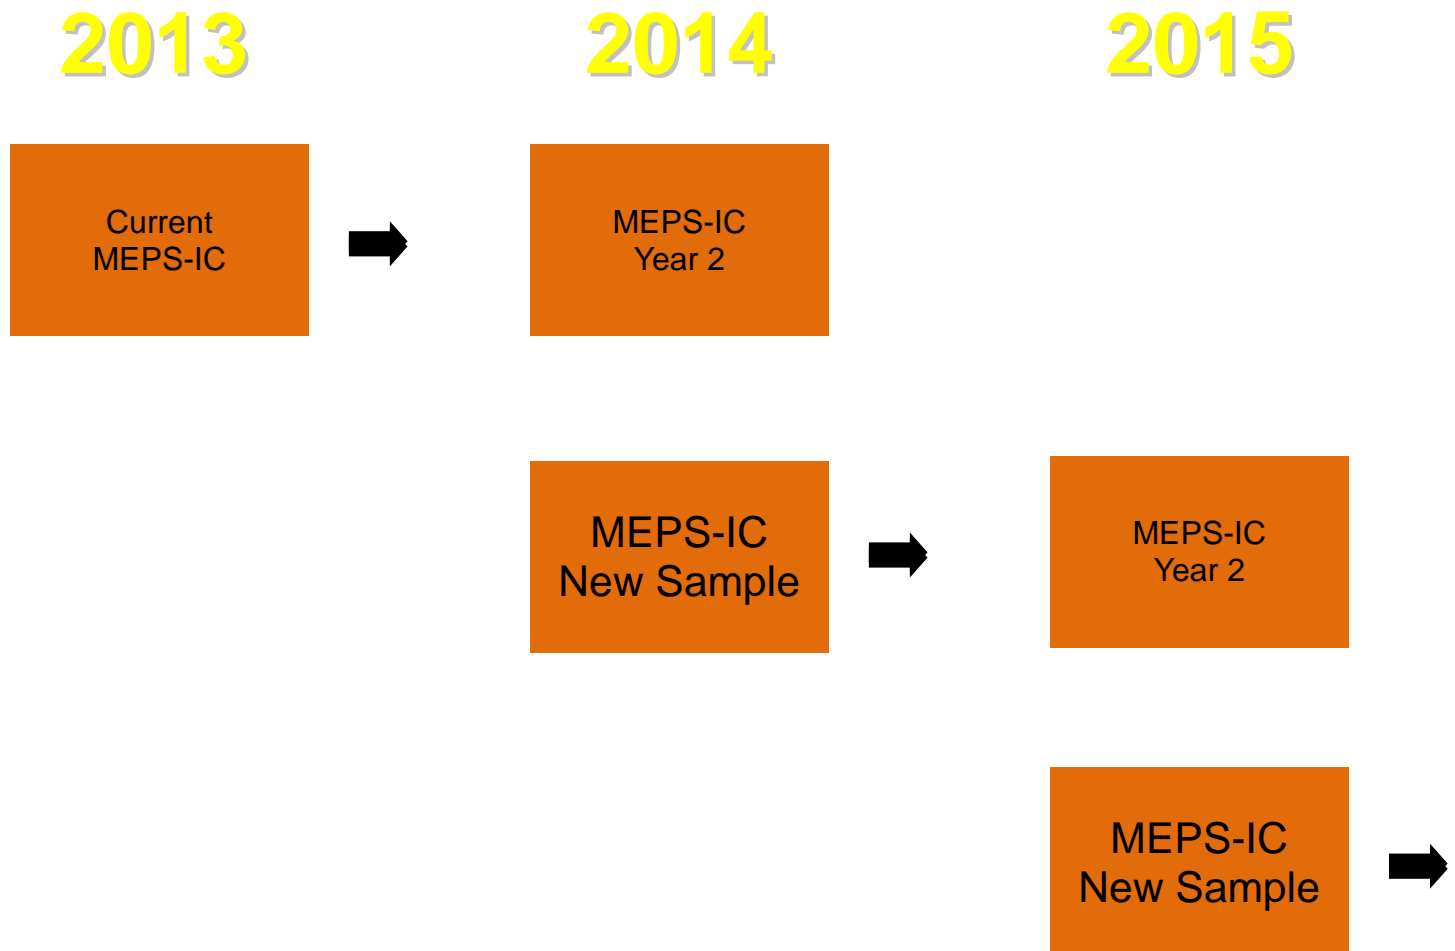 2013
2014
2015
Current
MEPS-IC
MEPS-IC
Year 2
MEPS-IC
New Sample
MEPS-IC
Year 2
MEPS-IC
New Sample